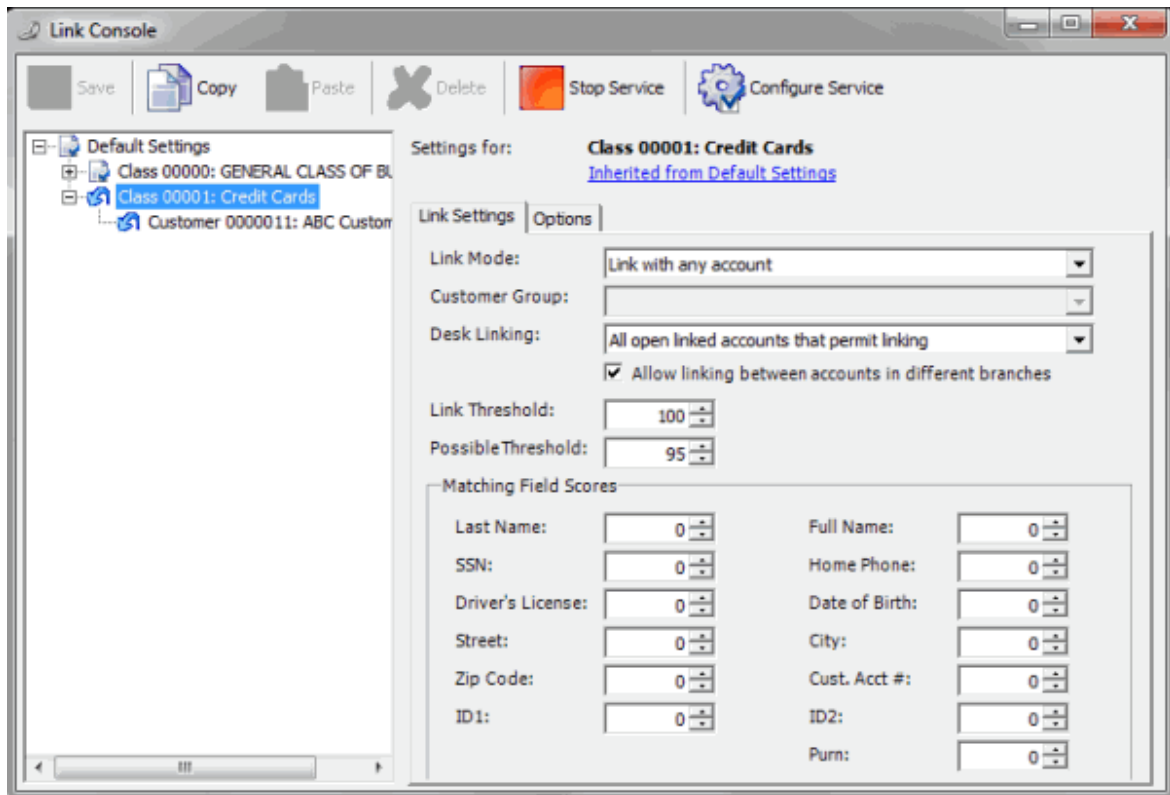 Link Console
Save Copy Paste Delete Stop Service Configure Service
Default Settings
Class 00000: GENERAL CLASS OF BU
Class 00001: Credit Cards
Customer 0000011: ABC Custom
Settings for: Class 00001: Credit Cards
Inherited from Default Settings
Link Settings Options
Link Mode: Link with any account
Customer Group:
Desk Linking: All open linked accounts that permit linking
Allow linking between accounts in different branches
Link Threshold: 100
PossibleThreshold: 95
Matching Field Scores
Last Name: 0 Full Name: 0
SSN: 0 Home Phone: 0
Driver's License: 0 Date of Birth: 0
Street: 0 City: 0
Zip Code: 0 Cust. Acct #: 0
ID1: 0 ID2: 0
Purn: 0